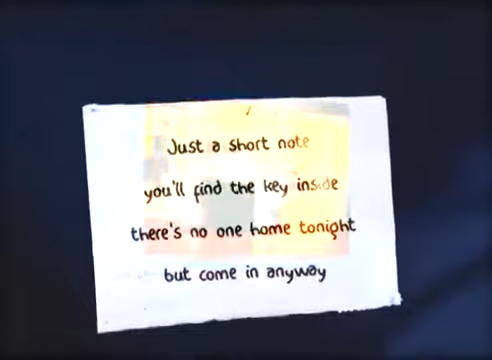 Just a short note
you'll find the key inside
there's no one home tonight
but come in anyway